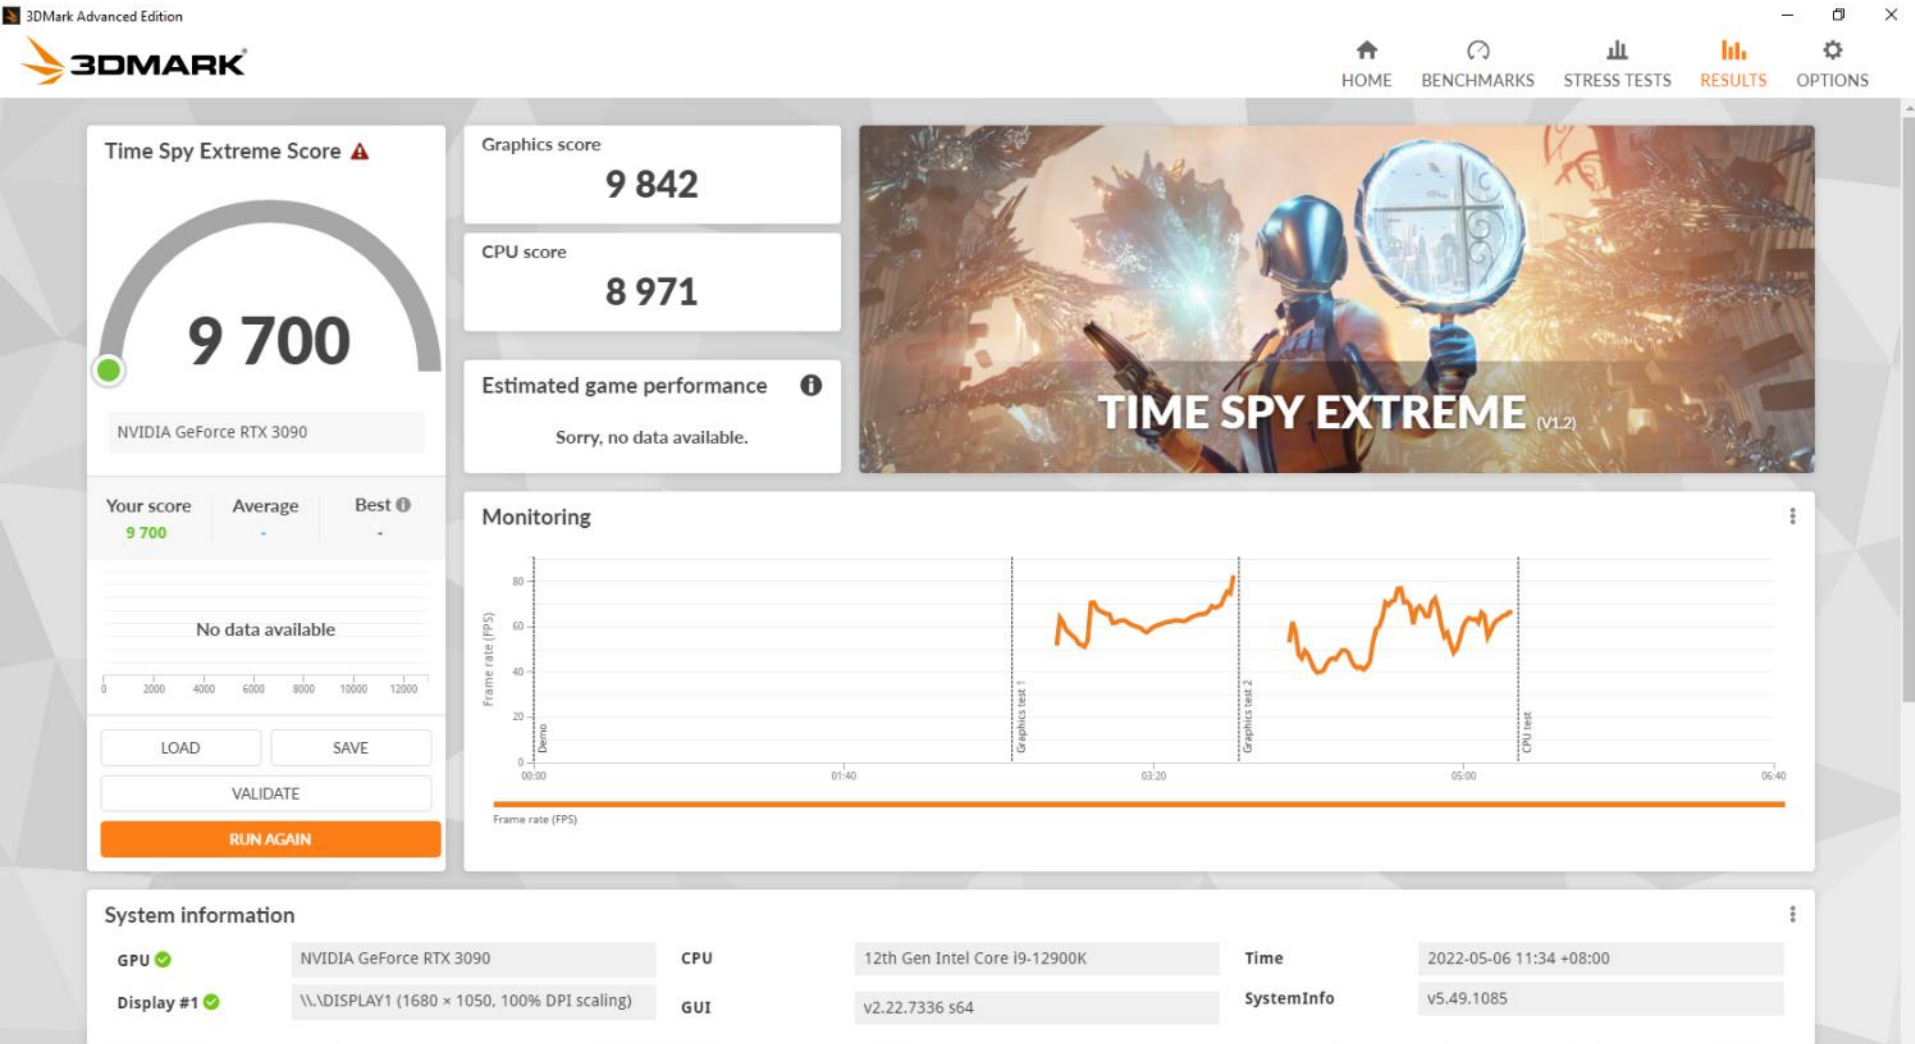 3DMark Advanced Edition
3DMARK
HOME
BENCHMARKS
STRESS TESTS
RESULTS
OPTIONS
Time Spy Extreme Score
9 700
NVIDIA GeForce RTX 3090
Your score
9 700
Average
-
Best
-
No data available
0 2000 4000 6000 8000 10000 12000
LOAD
SAVE
VALIDATE
RUN AGAIN
Graphics score
9 842
CPU score
8 971
Estimated game performance
Sorry, no data available.
TIME SPY EXTREME (V1.2)
Monitoring
Frame rate (FPS)
80
60
40
20
0
Demo
Graphics test 1
Graphics test 2
CPU test
00:00 01:40 03:20 05:00 06:40
Frame rate (FPS)
System information
GPU
NVIDIA GeForce RTX 3090
CPU
12th Gen Intel Core i9-12900K
Time
2022-05-06 11:34 +08:00
Display #1
\\.\DISPLAY1 (1680 × 1050, 100% DPI scaling)
GUI
v2.22.7336 s64
SystemInfo
v5.49.1085